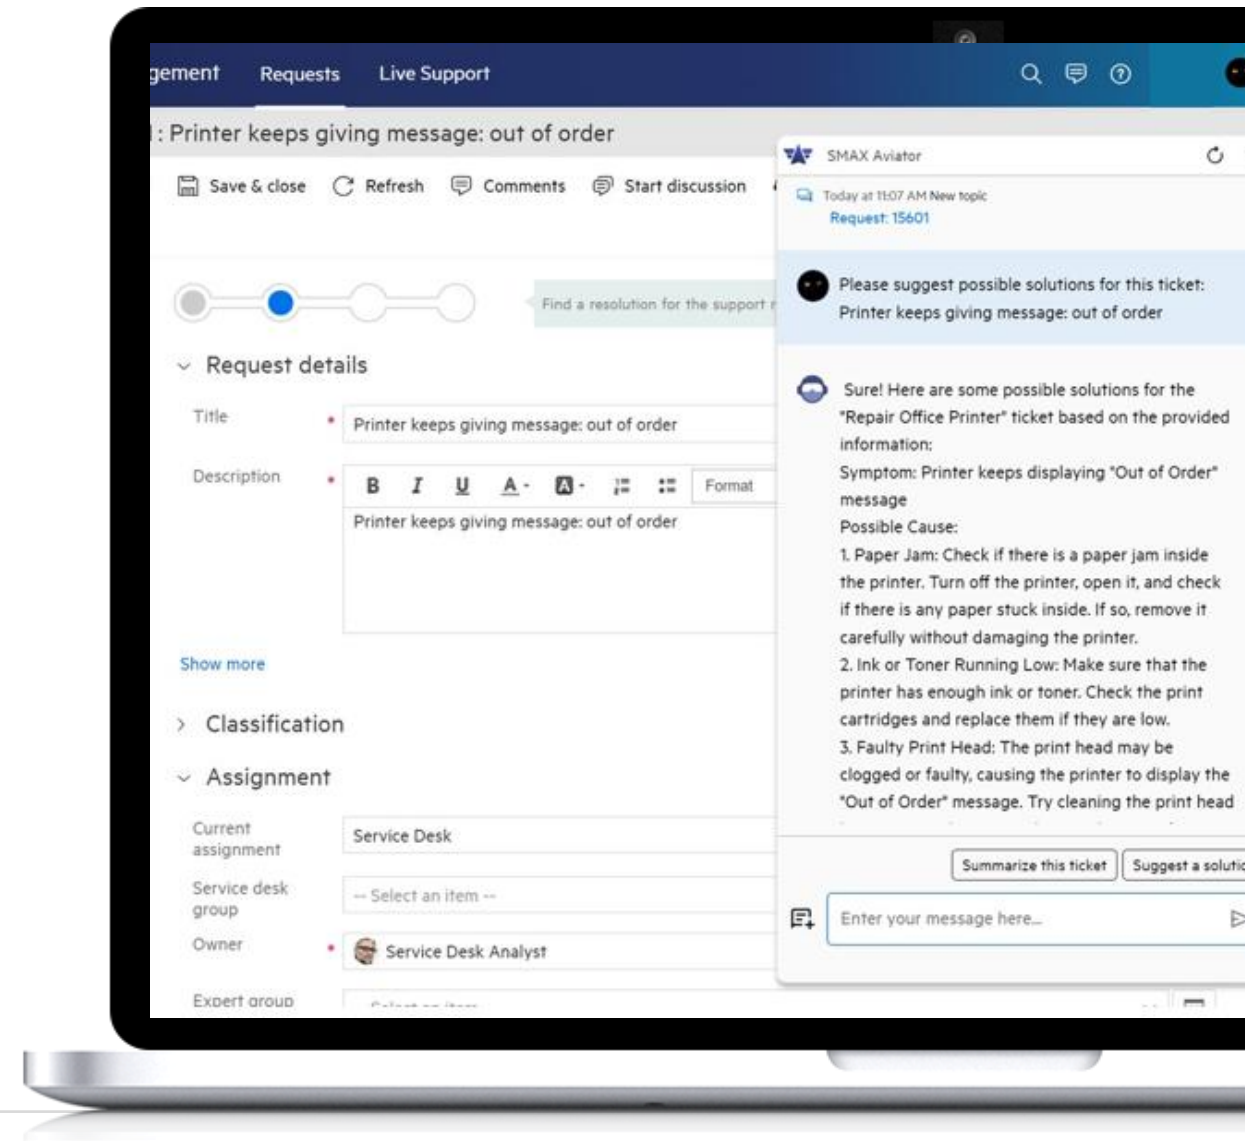 gement Requests Live Support
: Printer keeps giving message: out of order
Save & close Refresh Comments Start discussion
Find a resolution for the support
Request details
Title
Printer keeps giving message: out of order
Description
B I U A A Format
Printer keeps giving message: out of order
Show more
Classification
Assignment
Current
assignment
Service Desk
Service desk
group
-- Select an item --
Owner
Service Desk Analyst
Expert group
SMAX Aviator
Today at 11:07 AM New topic
Request: 15601
Please suggest possible solutions for this ticket:
Printer keeps giving message: out of order
Sure! Here are some possible solutions for the
"Repair Office Printer" ticket based on the provided
information:
Symptom: Printer keeps displaying "Out of Order"
message
Possible Cause:
1. Paper Jam: Check if there is a paper jam inside
the printer. Turn off the printer, open it, and check
if there is any paper stuck inside. If so, remove it
carefully without damaging the printer.
2. Ink or Toner Running Low: Make sure that the
printer has enough ink or toner. Check the print
cartridges and replace them if they are low.
3. Faulty Print Head: The print head may be
clogged or faulty, causing the printer to display the
"Out of Order" message. Try cleaning the print head
Summarize this ticket Suggest a solutio
Enter your message here...